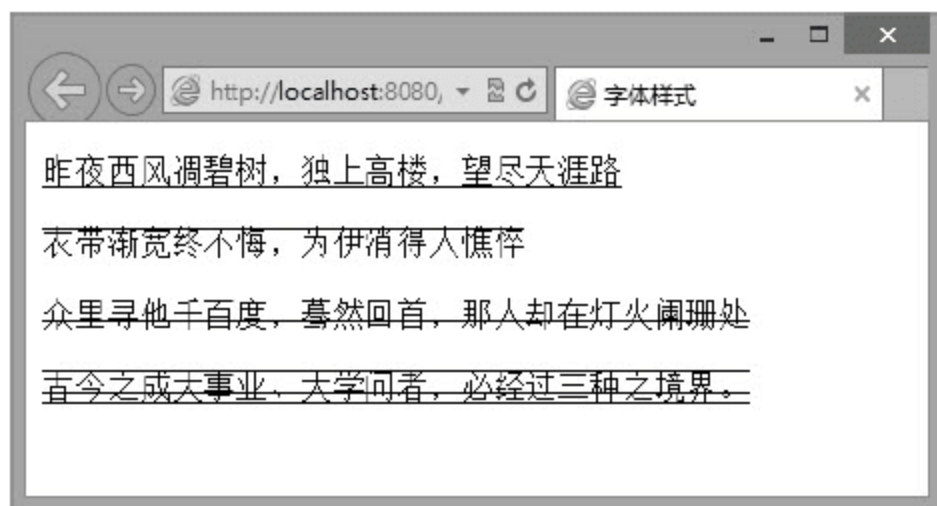 http://localhost:8080,
字体样式
昨夜西风凋碧树，独上高楼，望尽天涯路
衣带渐宽终不悔，为伊消得人憔悴
众里寻他千百度，蓦然回首，那人却在灯火阑珊处
古今之成大事业、大学问者，必经过三种之境界。